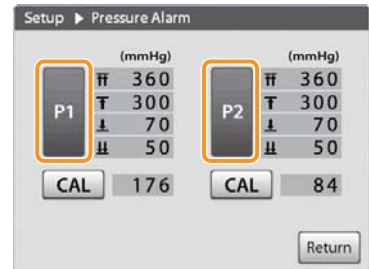 Setup ▶ Pressure Alarm
(mmHg) (mmHg)
360 360
P1 300 P2 300
70 70
50 50
CAL 176 CAL 84
Return